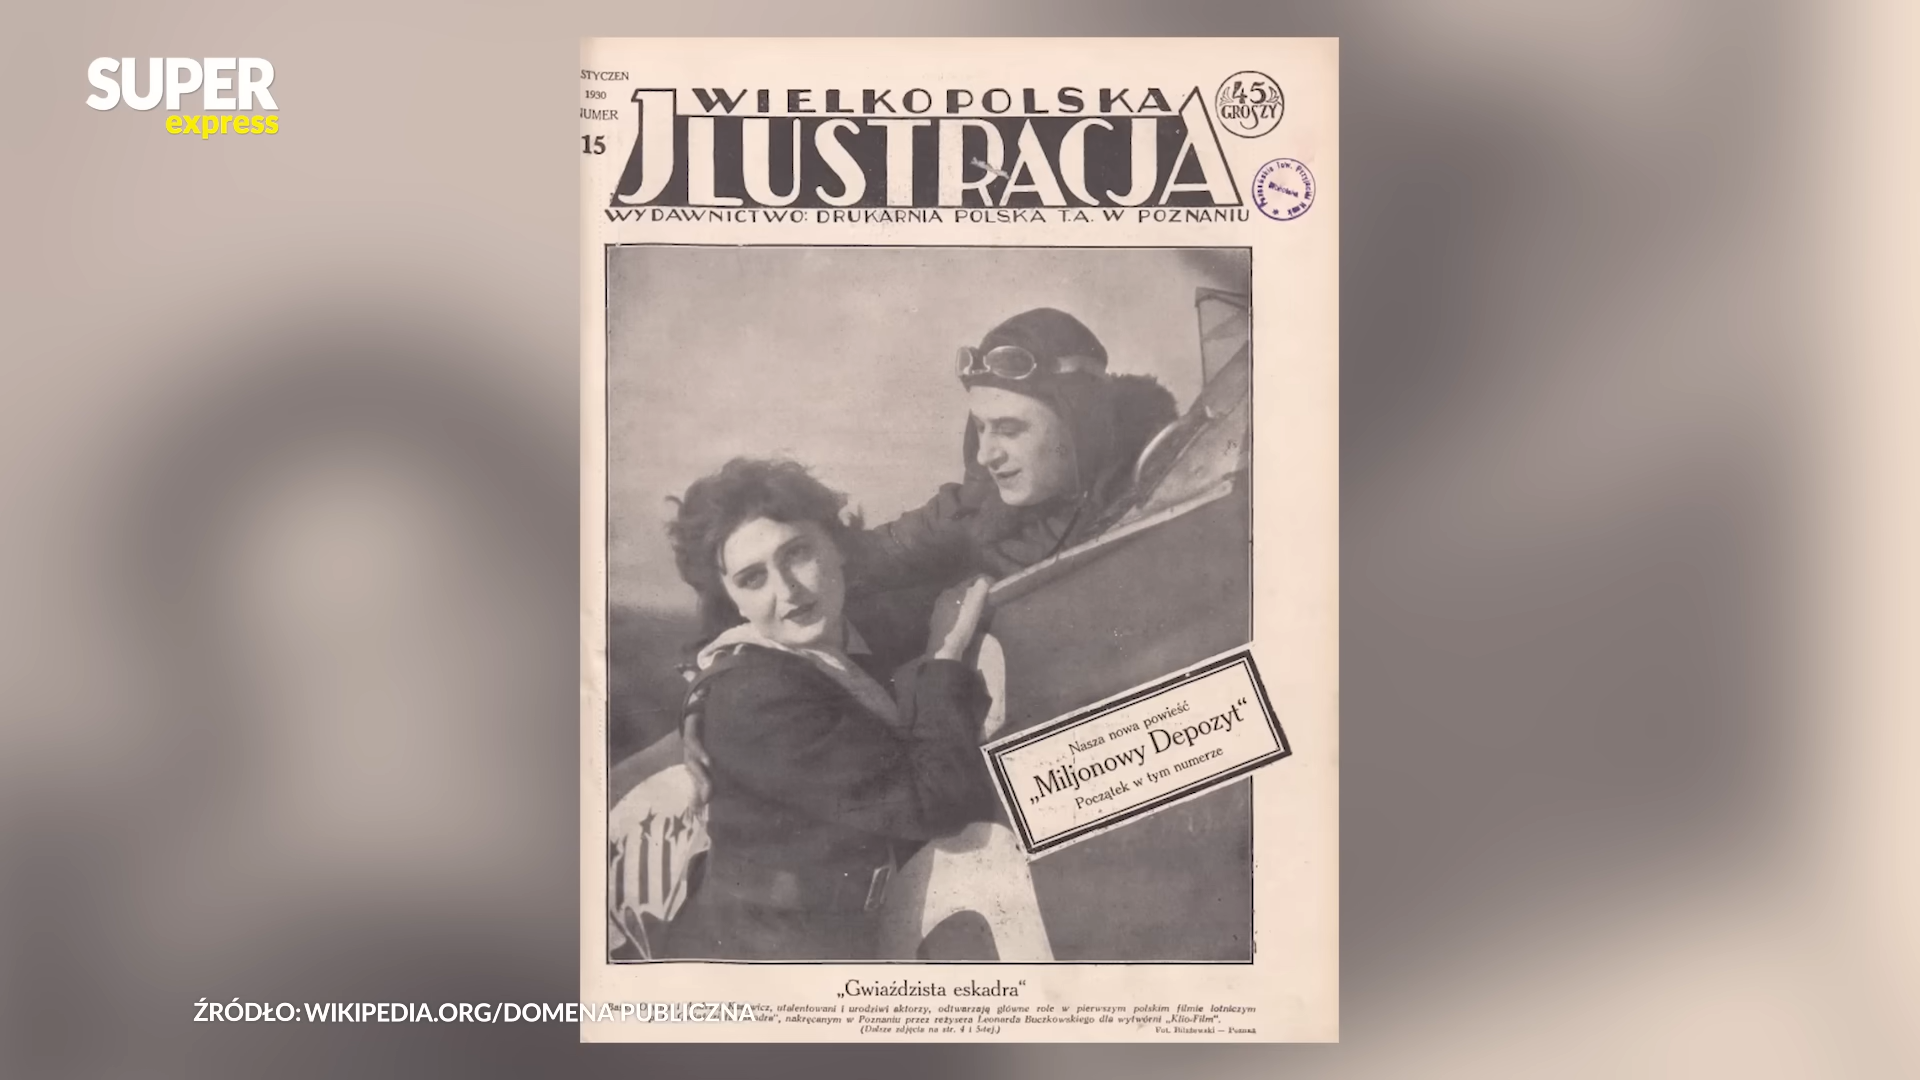 SUPER
express
STYCZEŃ
1930
NUMER
15
WIELKOPOLSKA
JLUSTRACJA
45
GROSZY
WYDAWNICTWO: DRUKARNIA POLSKA T.A. W POZNANIU
Nasza nowa powieść
„Miljonowy Depozyt“
Początek w tym numerze
„Gwiaździsta eskadra“
utalentowani i urodziwi aktorzy, odtwarzają główne role w pierwszym polskim filmie lotniczym
nakręcanym w Poznaniu przez reżysera Leonarda Buczkowskiego dla wytwórni „Klio-Film“.
(Dalsze zdjęcia na str. 4 i 5-tej.)
Fot. — Poznań
ŹRÓDŁO: WIKIPEDIA.ORG/DOMENA PUBLICZNA